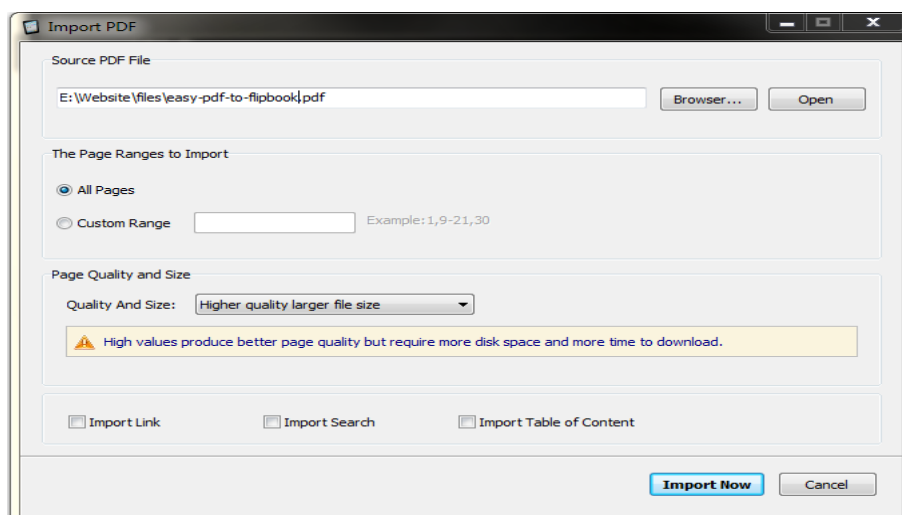 Import PDF
Source PDF File
E:\Website\files\easy-pdf-to-flipbook.pdf
Browser...
Open
The Page Ranges to Import
All Pages
Custom Range
Example:1,9-21,30
Page Quality and Size
Quality And Size:
Higher quality larger file size
High values produce better page quality but require more disk space and more time to download.
Import Link
Import Search
Import Table of Content
Import Now
Cancel